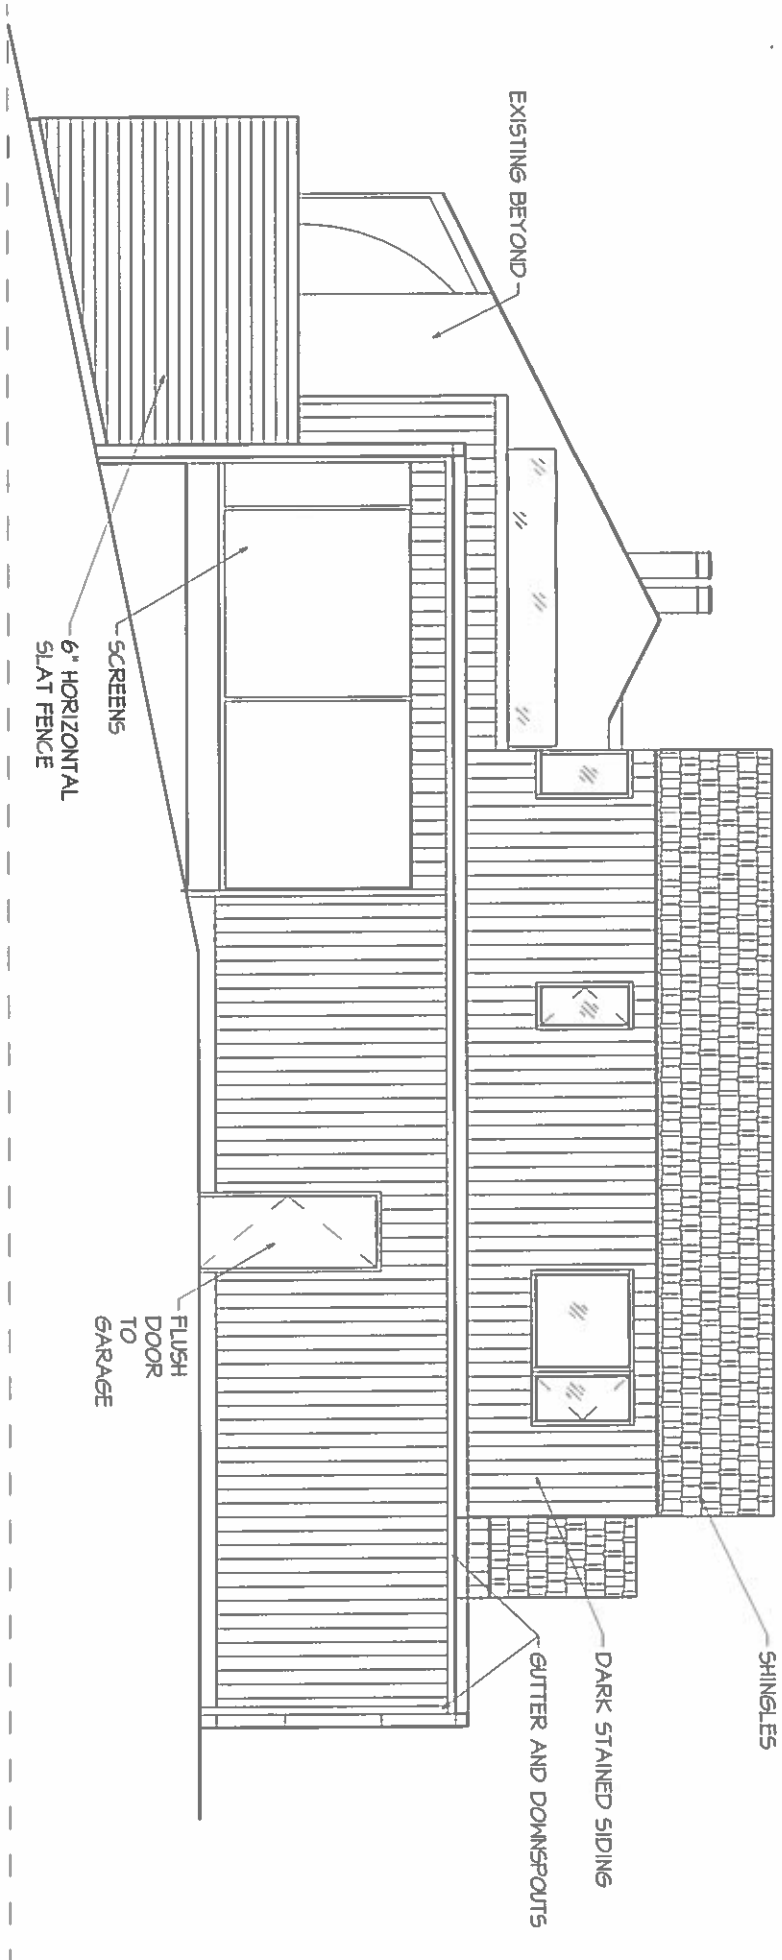 SHINGLES
DARK STAINED SIDING
GUTTER AND DOWNSPOUTS
EXISTING BEYOND
FLUSH
DOOR
TO
GARAGE
SCREENS
6" HORIZONTAL
SLAT FENCE